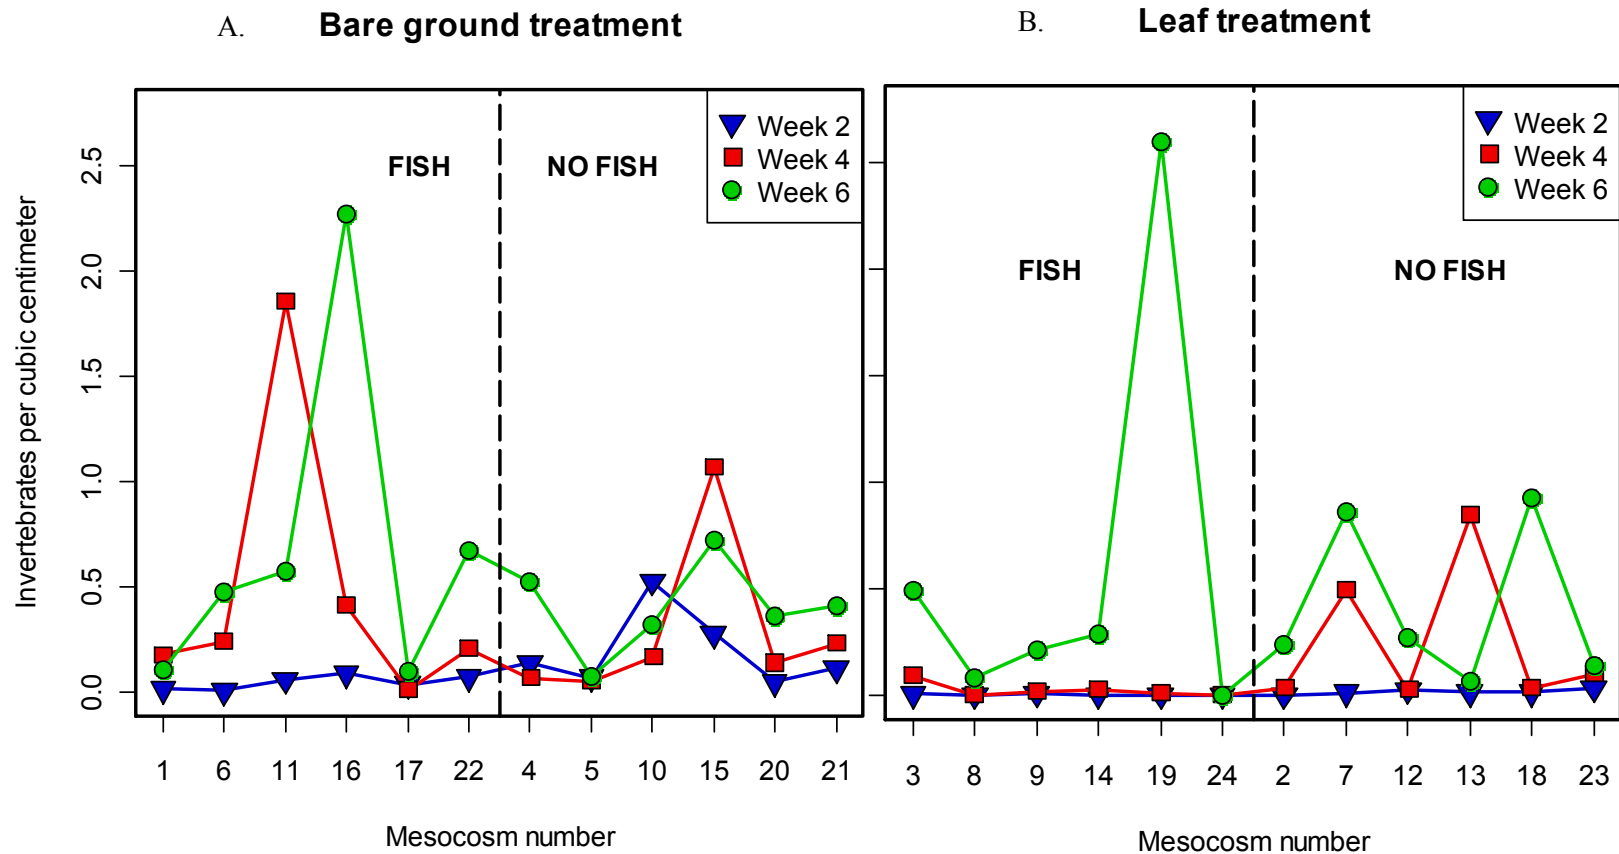 A. Bare ground treatment
Week 2
Week 4
Week 6
FISH
NO FISH
Invertebrates per cubic centimeter
2.5
2.0
1.5
1.0
0.5
0.0
1 6 11 16 17 22 4 5 10 15 20 21
Mesocosm number
B. Leaf treatment
Week 2
Week 4
Week 6
FISH
NO FISH
3 8 9 14 19 24 2 7 12 13 18 23
Mesocosm number